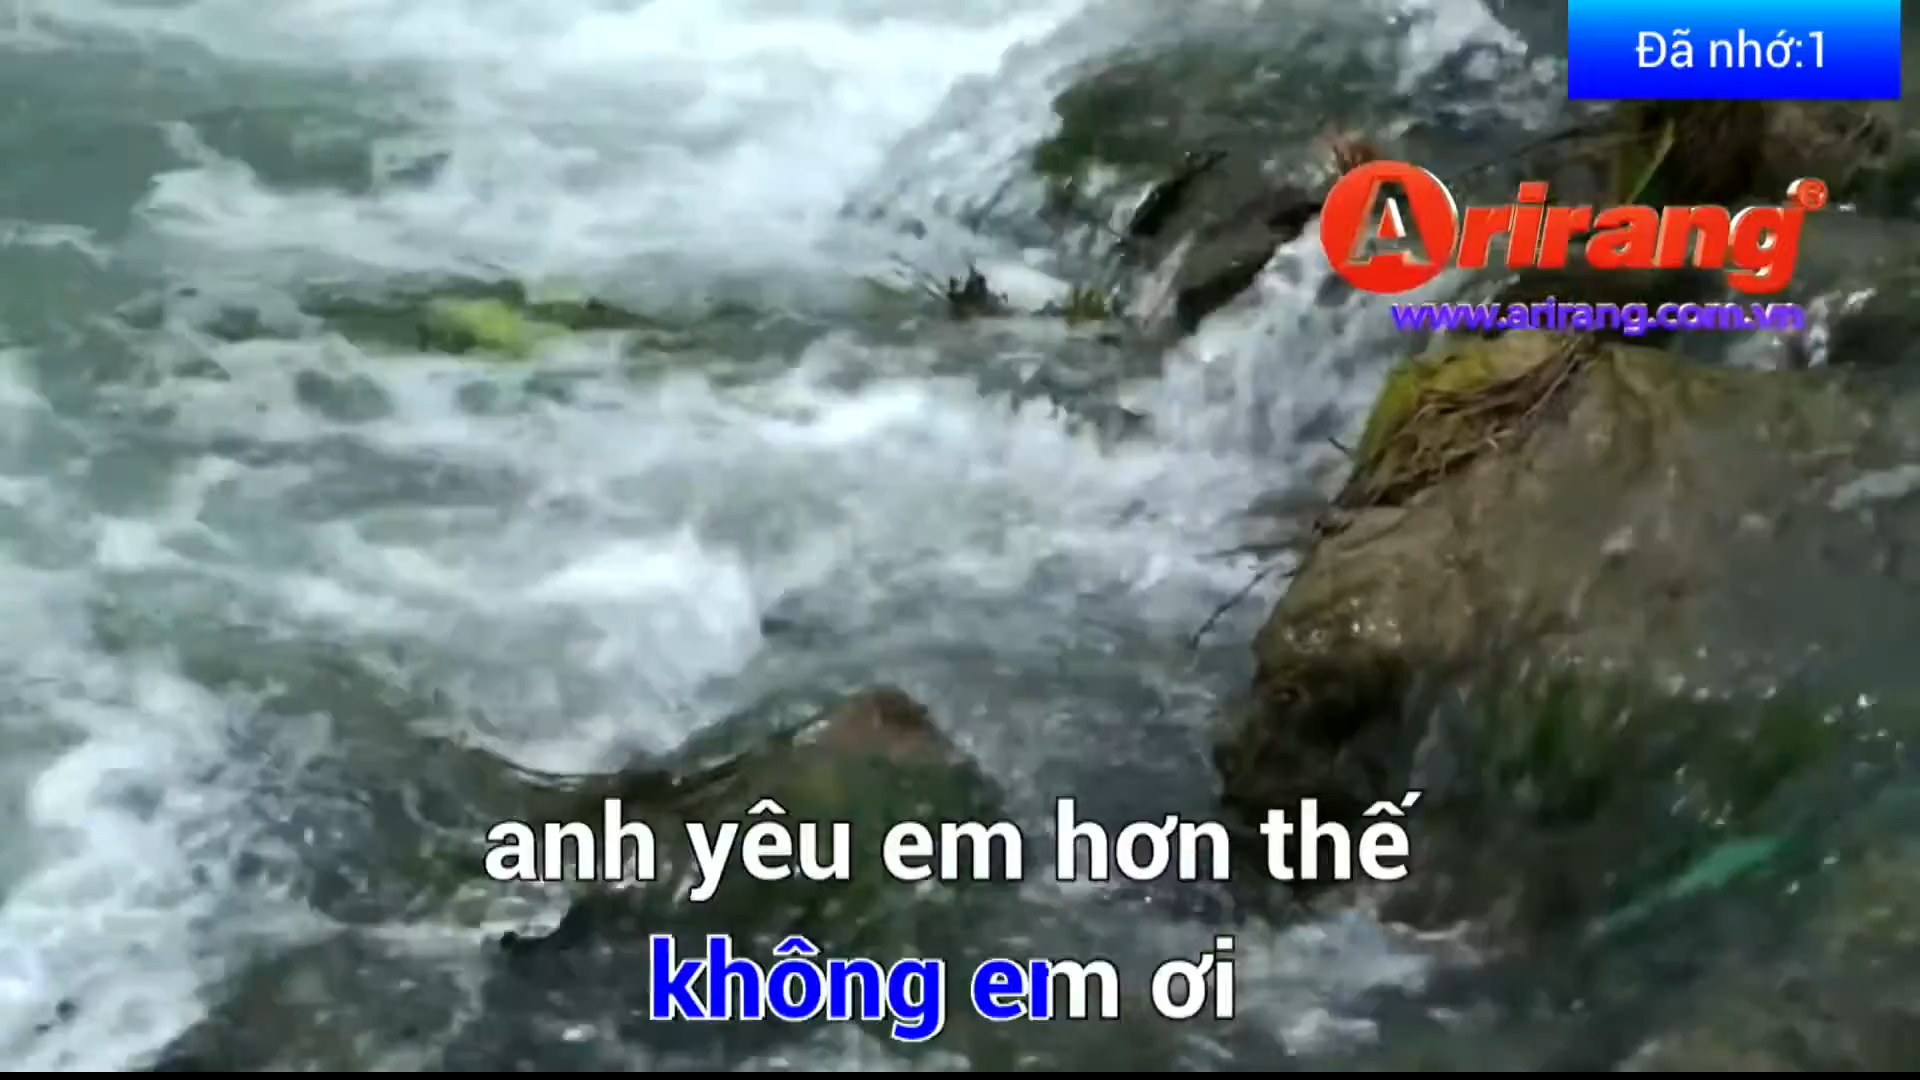 Đã nhớ:1
Arirang®
www.arirang.com.vn
anh yêu em hơn thế
không em ơi